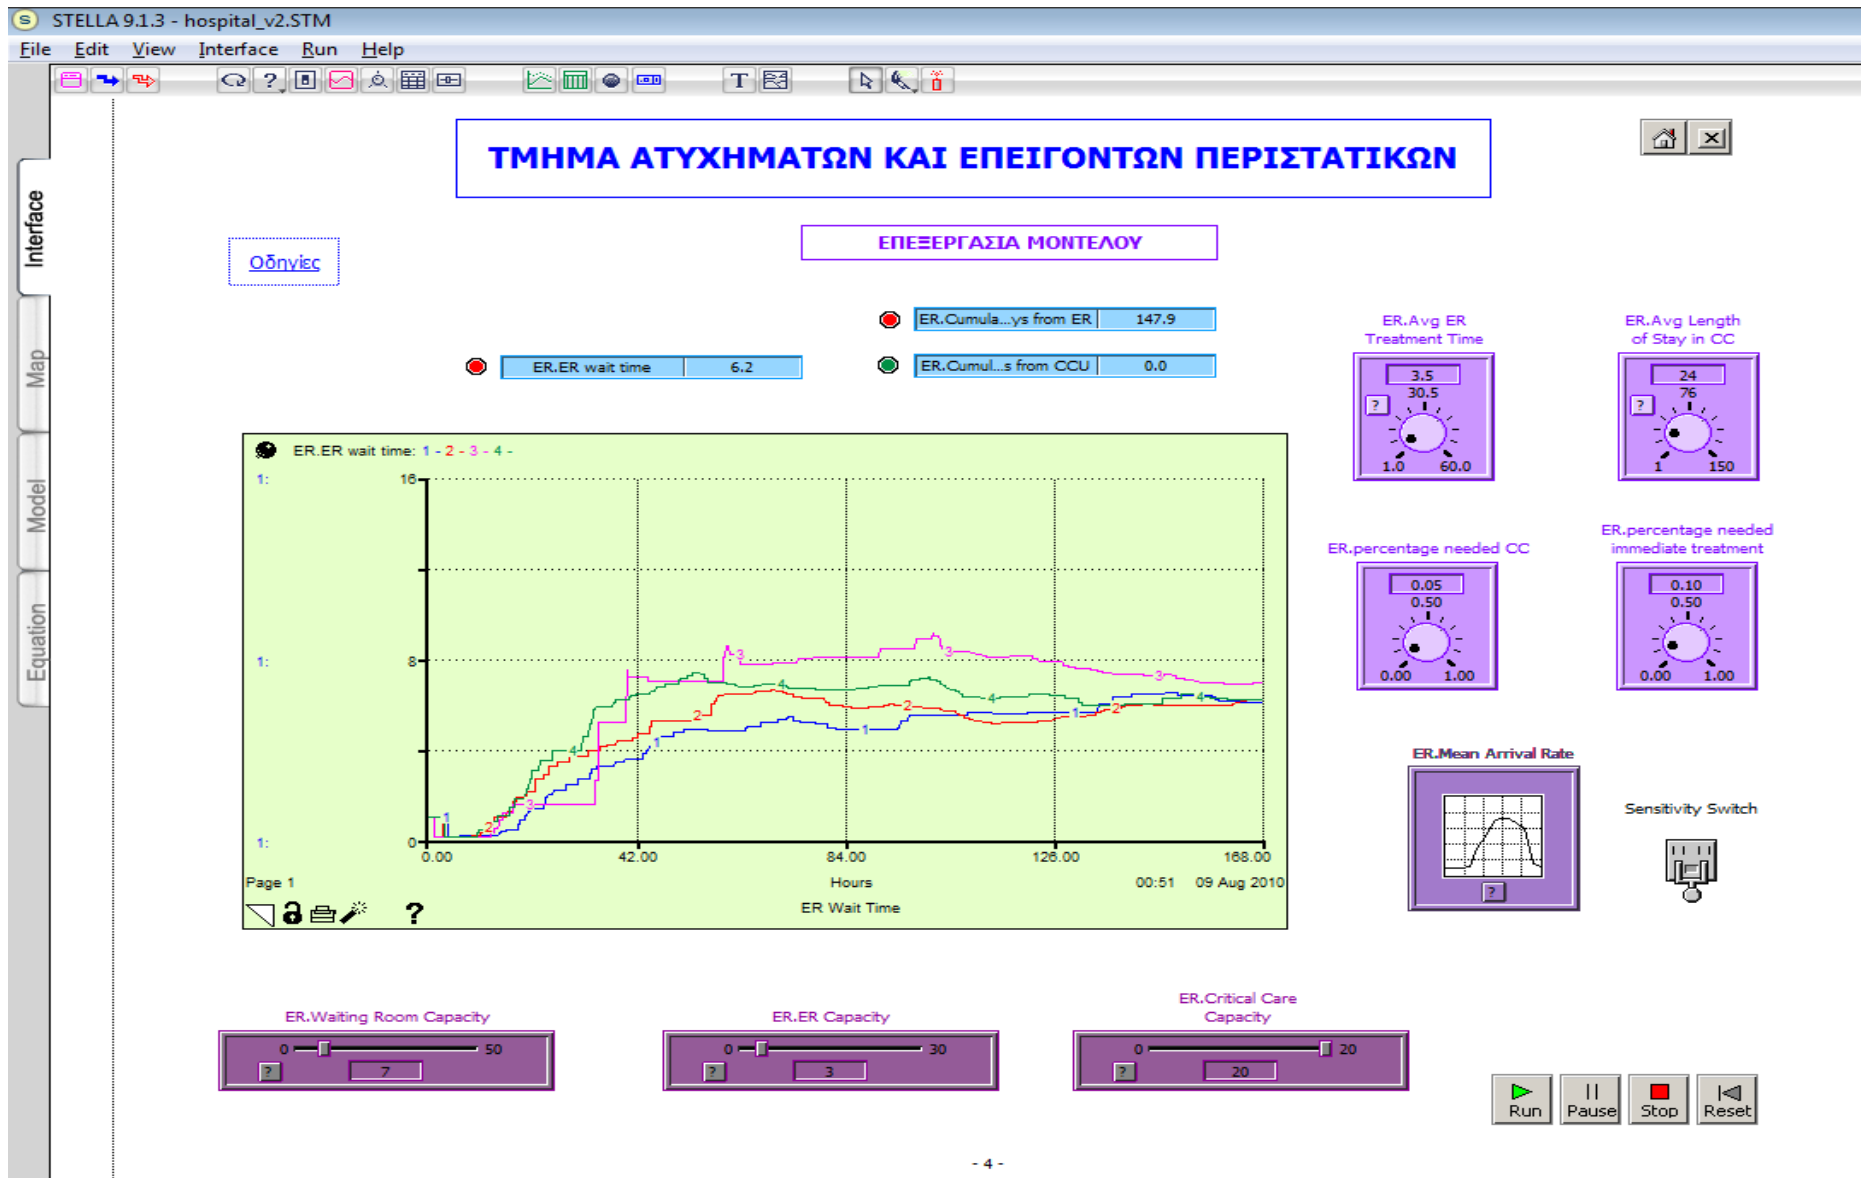 STELLA 9.1.3 - hospital_v2.STM
File Edit View Interface Run Help
T
Interface
Map
Model
Equation
ΤΜΗΜΑ ΑΤΥΧΗΜΑΤΩΝ ΚΑΙ ΕΠΕΙΓΟΝΤΩΝ ΠΕΡΙΣΤΑΤΙΚΩΝ
ΕΠΕΞΕΡΓΑΣΙΑ ΜΟΝΤΕΛΟΥ
Οδηγίες
ER.Cumula...ys from ER 147.9
ER.ER wait time 6.2
ER.Cumul...s from CCU 0.0
ER.Avg ER
Treatment Time
3.5
30.5
?
1.0 60.0
ER.Avg Length
of Stay in CC
24
76
?
1 150
ER.percentage needed CC
0.05
0.50
0.00 1.00
ER.percentage needed
immediate treatment
0.10
0.50
0.00 1.00
ER.Mean Arrival Rate
?
Sensitivity Switch
ER.ER wait time: 1 - 2 - 3 - 4 -
1: 16
1: 8
1: 0
1 2 3 4
0.00 42.00 84.00 126.00 168.00
Page 1 Hours 00:51 09 Aug 2010
ER Wait Time
?
ER.Waiting Room Capacity
0 50
? 7
ER.ER Capacity
0 30
? 3
ER.Critical Care
Capacity
0 20
? 20
Run Pause Stop Reset
- 4 -